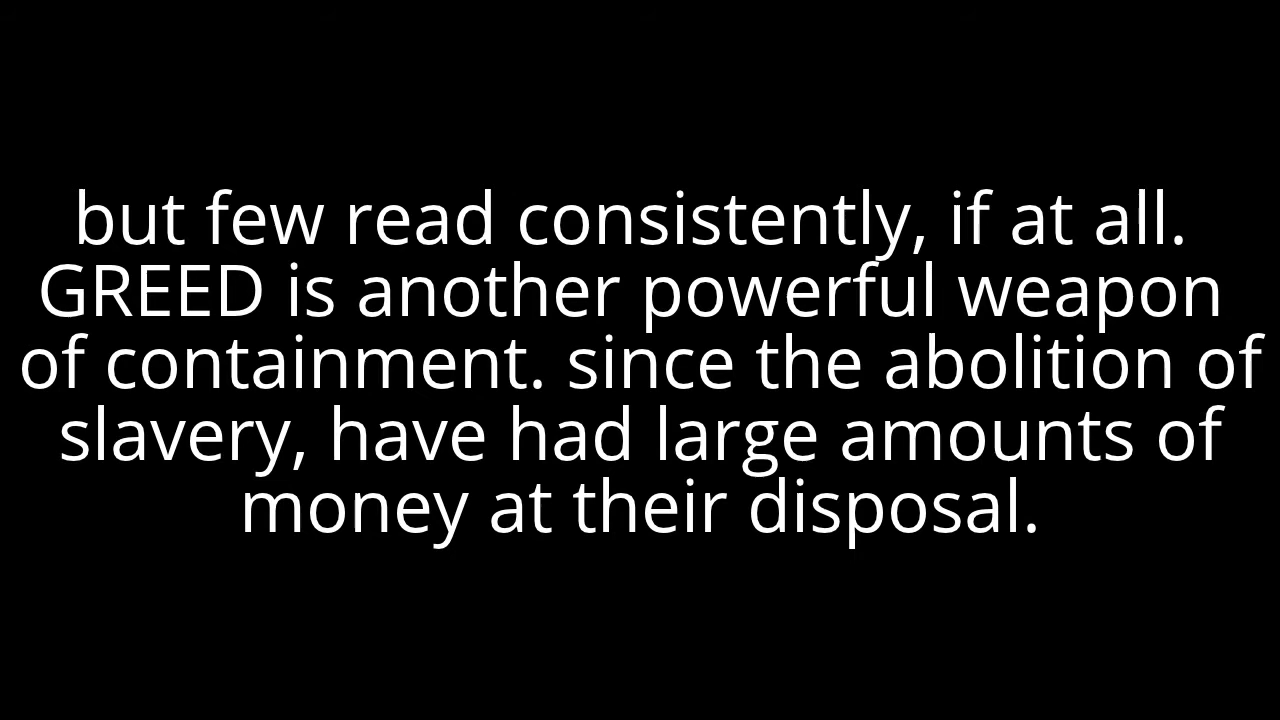 but few read consistently, if at all.
GREED is another powerful weapon
of containment. since the abolition of
slavery, have had large amounts of
money at their disposal.